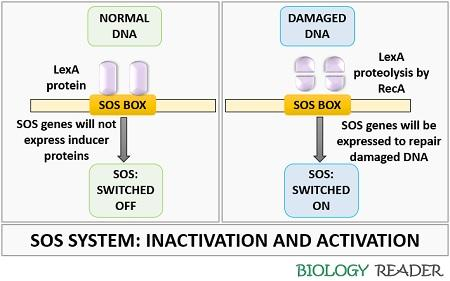 NORMAL
DNA
LexA
protein
SOS BOX
SOS genes will not
express inducer
proteins
SOS:
SWITCHED
OFF
DAMAGED
DNA
LexA
proteolysis by
RecA
SOS BOX
SOS genes will be
expressed to repair
damaged DNA
SOS:
SWITCHED
ON
SOS SYSTEM: INACTIVATION AND ACTIVATION
BIOLOGY READER